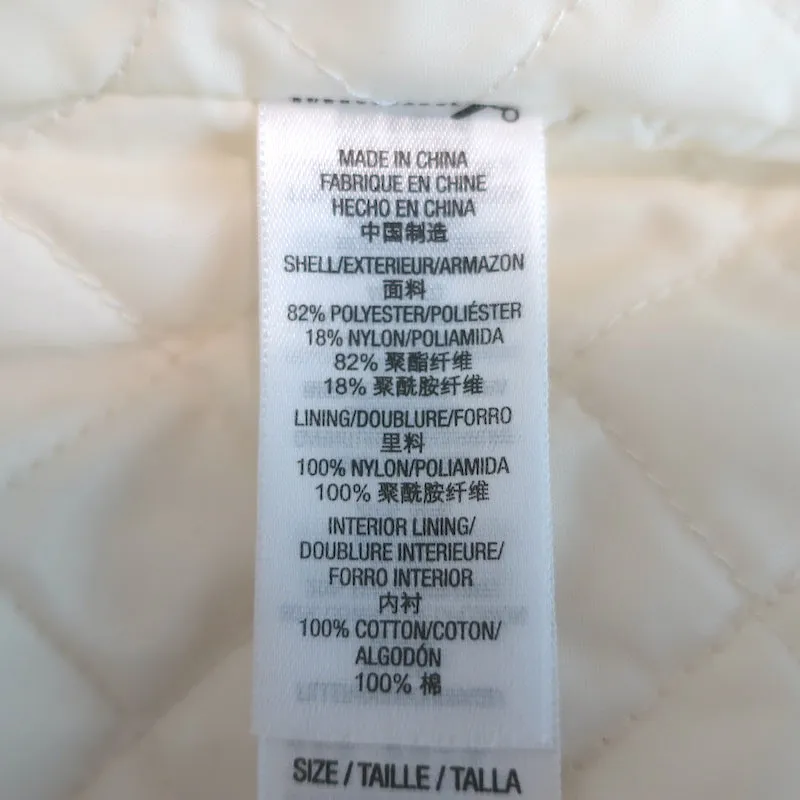 MADE IN CHINA
FABRIQUE EN CHINE
HECHO EN CHINA
中国制造
SHELL/EXTERIEUR/ARMAZON
面料
82% POLYESTER/POLIÉSTER
18% NYLON/POLIAMIDA
82% 聚酯纤维
18% 聚酰胺纤维
LINING/DOUBLURE/FORRO
里料
100% NYLON/POLIAMIDA
100% 聚酰胺纤维
INTERIOR LINING/
DOUBLURE INTERIEURE/
FORRO INTERIOR
内衬
100% COTTON/COTON/
ALGODÓN
100% 棉
SIZE / TAILLE / TALLA